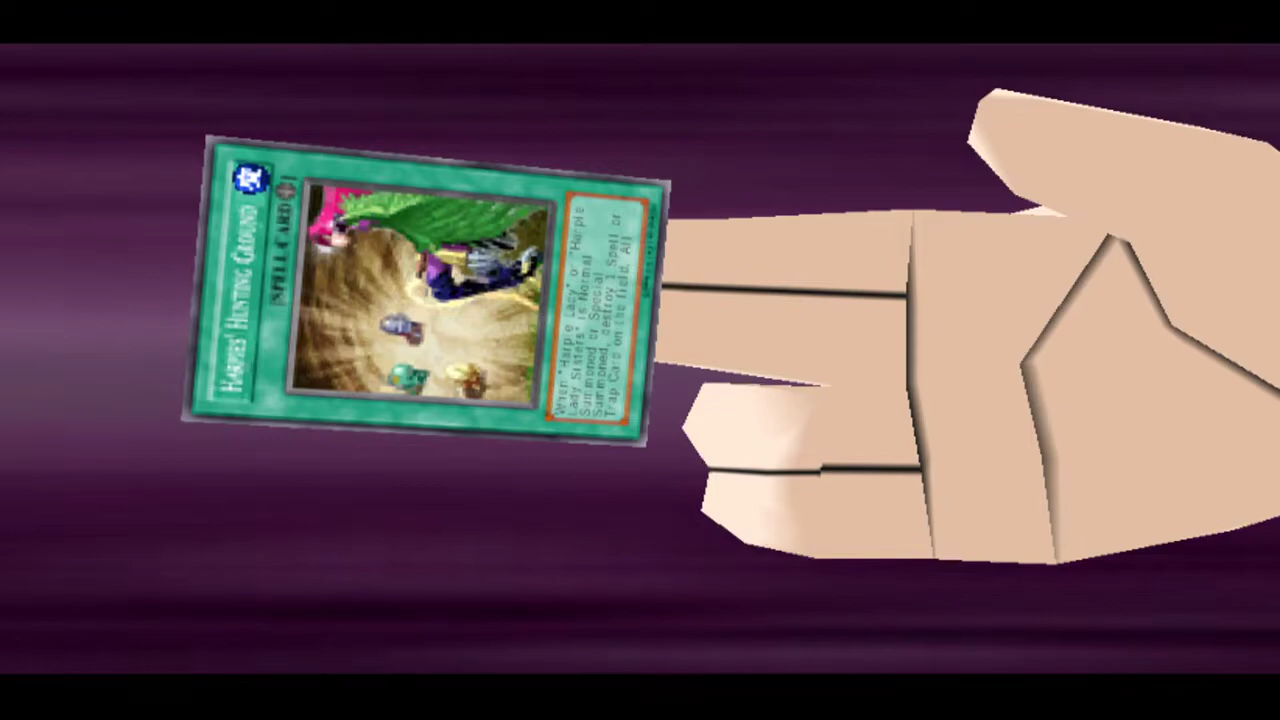 HARPIES' HUNTING GROUND
SPELL CARD
When "Harpie Lady" or "Harpie
Lady Sisters" is Normal
Summoned or Special
Summoned, destroy 1 Spell or
Trap Card on the field. All